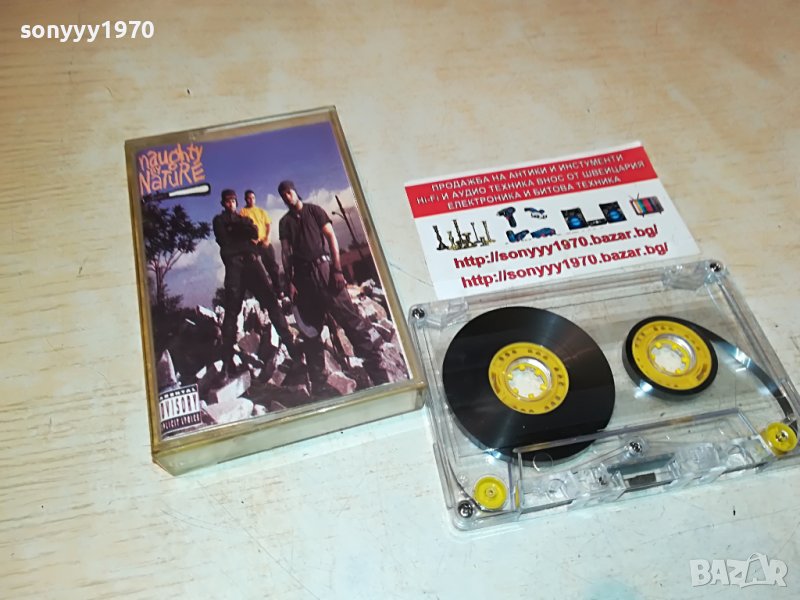 sonyyy1970
naughty
by
NATURE
ADVISORY
EXPLICIT LYRICS
ПРОДАЖБА НА АНТИКИ И ИНСТУМЕНТИ
Hi-Fi И АУДИО ТЕХНИКА ВНОС ОТ ШВЕЙЦАРИЯ
ЕЛЕКТРОНИКА И БИТОВА ТЕХНИКА
http://sonyyy1970.bazar.bg/
http://sonyyy1970.bazar.bg/
BAZAR